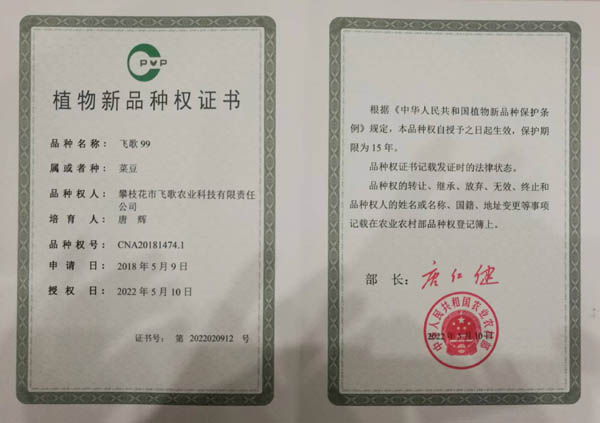 PVP
植物新品种权证书
品种名称： 飞歌 99
属或者种： 菜豆
品种权人： 攀枝花市飞歌农业科技有限责任
公司
培 育 人： 唐 辉
品种权号： CNA20181474.1
申 请 日： 2018 年 5 月 9 日
授 权 日： 2022 年 5 月 10 日
证书号： 第 2022020912 号
根据《中华人民共和国植物新品种保护条
例》规定，本品种权自授予之日起生效，保护期
限为 15 年。
品种权证书记载发证时的法律状态。
品种权的转让、继承、放弃、无效、终止和
品种权人的姓名或名称、国籍、地址变更等事项
记载在农业农村部品种权登记簿上。
部 长： 唐仁健
中华人民共和国农业农村部
2022 年 5 月 10 日